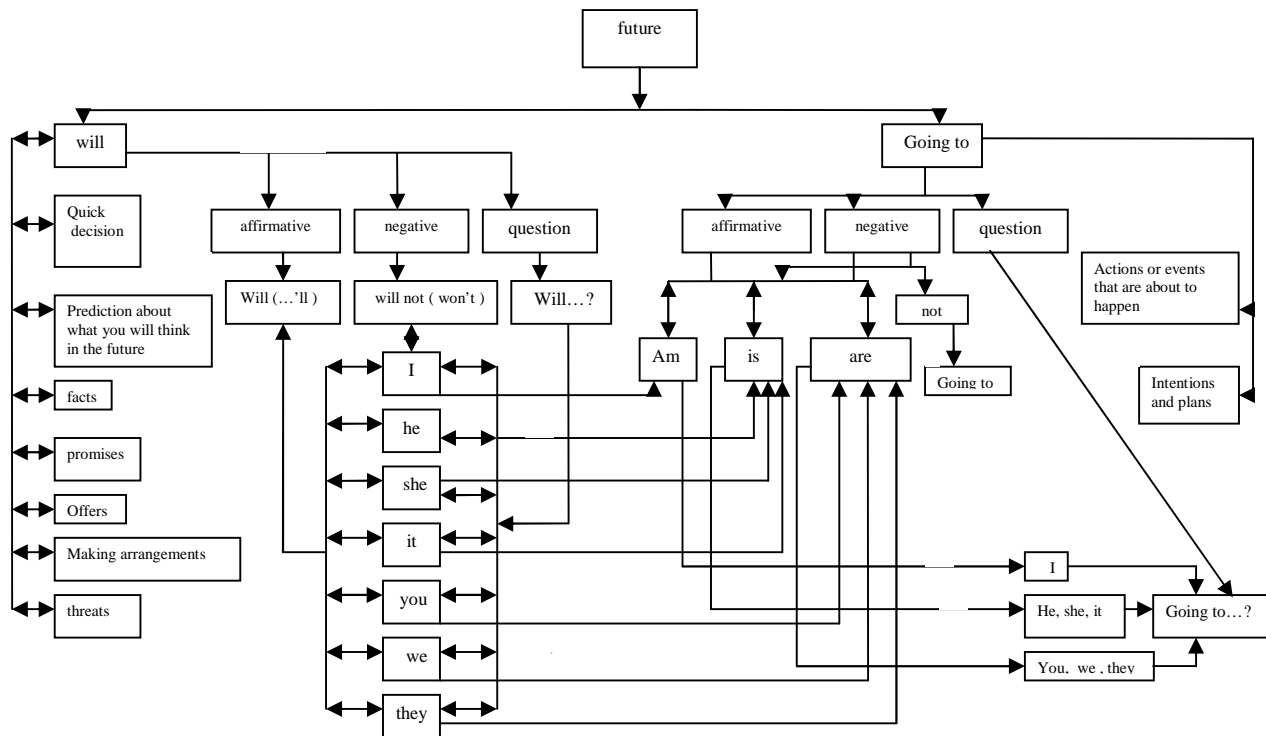 future
will
Going to
Quick
decision
affirmative
negative
question
affirmative
negative
question
Actions or events
that are about to
happen
Will (…'ll )
will not ( won't )
Will…?
Prediction about
what you will think
in the future
not
Am
is
are
I
Going to
Intentions
and plans
facts
he
promises
she
Offers
it
Making arrangements
I
you
threats
He, she, it
Going to…?
we
You, we , they
they